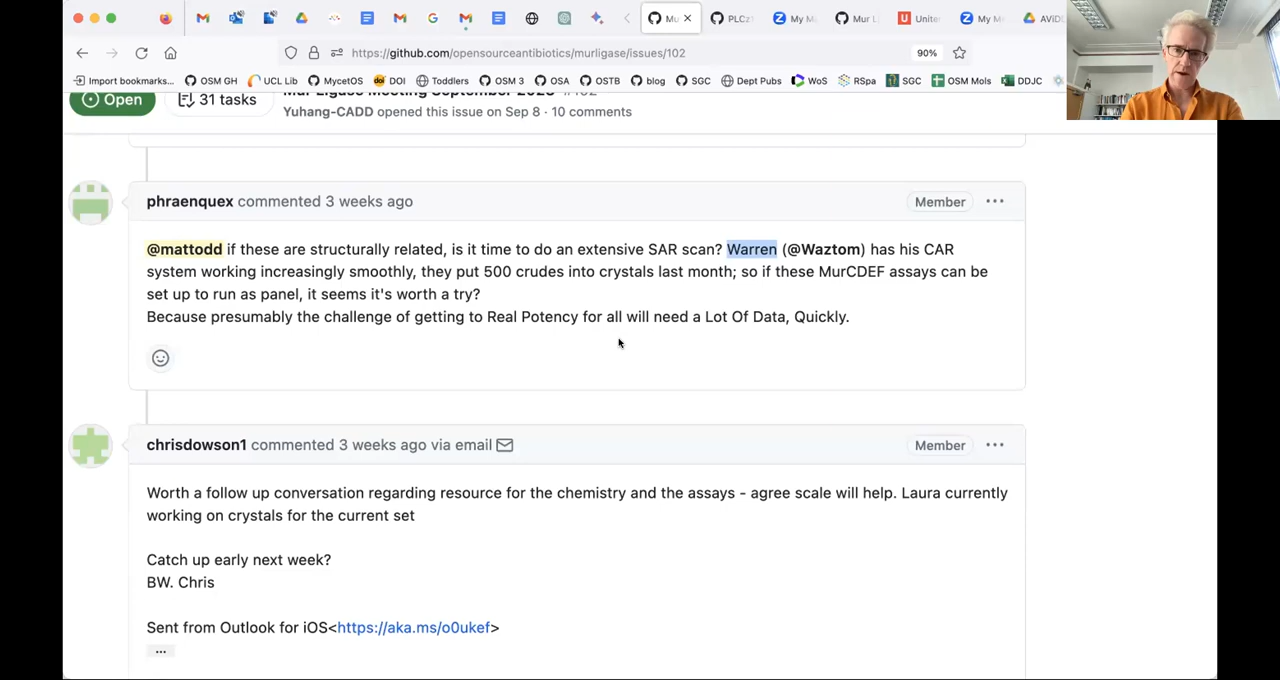 Mu
PLCz
My M
Mur L
Unite
My M
AViD
https://github.com/opensourceantibiotics/murligase/issues/102
90%
Import bookmarks...
OSM GH
UCL Lib
MycetOS
DOI
Toddlers
OSM 3
OSA
OSTB
blog
SGC
Dept Pubs
WoS
RSpa
SGC
OSM Mols
DDJC
Open
31 tasks
Yuhang-CADD opened this issue on Sep 8 · 10 comments
phraenquex commented 3 weeks ago
Member
@mattodd if these are structurally related, is it time to do an extensive SAR scan? Warren (@Waztom) has his CAR
system working increasingly smoothly, they put 500 crudes into crystals last month; so if these MurCDEF assays can be
set up to run as panel, it seems it's worth a try?
Because presumably the challenge of getting to Real Potency for all will need a Lot Of Data, Quickly.
chrisdowson1 commented 3 weeks ago via email
Member
Worth a follow up conversation regarding resource for the chemistry and the assays - agree scale will help. Laura currently
working on crystals for the current set
Catch up early next week?
BW. Chris
Sent from Outlook for iOS<https://aka.ms/o0ukef>
...